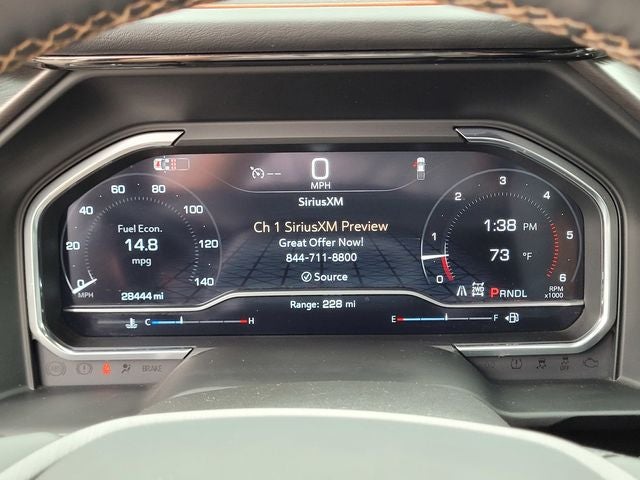 0
MPH
SiriusXM
Ch 1 SiriusXM Preview
Great Offer Now!
844-711-8800
Source
Range: 228 mi
0 20 40 60 80 100 120 140
MPH
Fuel Econ.
14.8
mpg
28444 mi
0 1 2 3 4 5 6
1:38 PM
73 °F
2WD
PRNDL
RPM
x1000
C H
E F
BRAKE
OFF